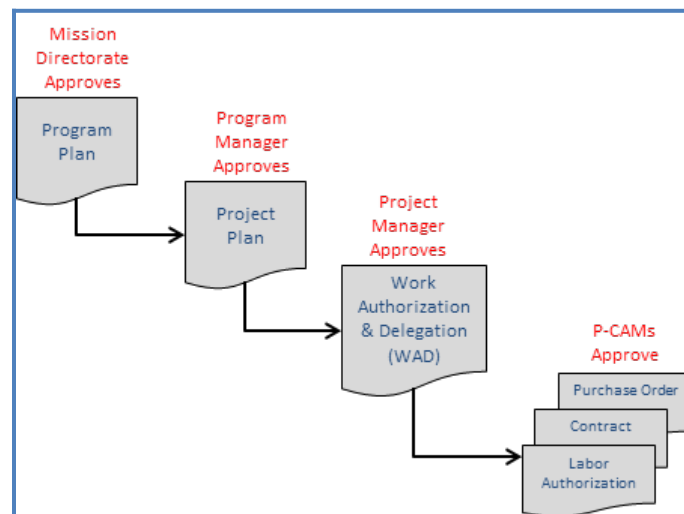 Mission
Directorate
Approves
Program
Plan
Program
Manager
Approves
Project
Plan
Project
Manager
Approves
Work
Authorization
& Delegation
(WAD)
P-CAMs
Approve
Purchase Order
Contract
Labor
Authorization